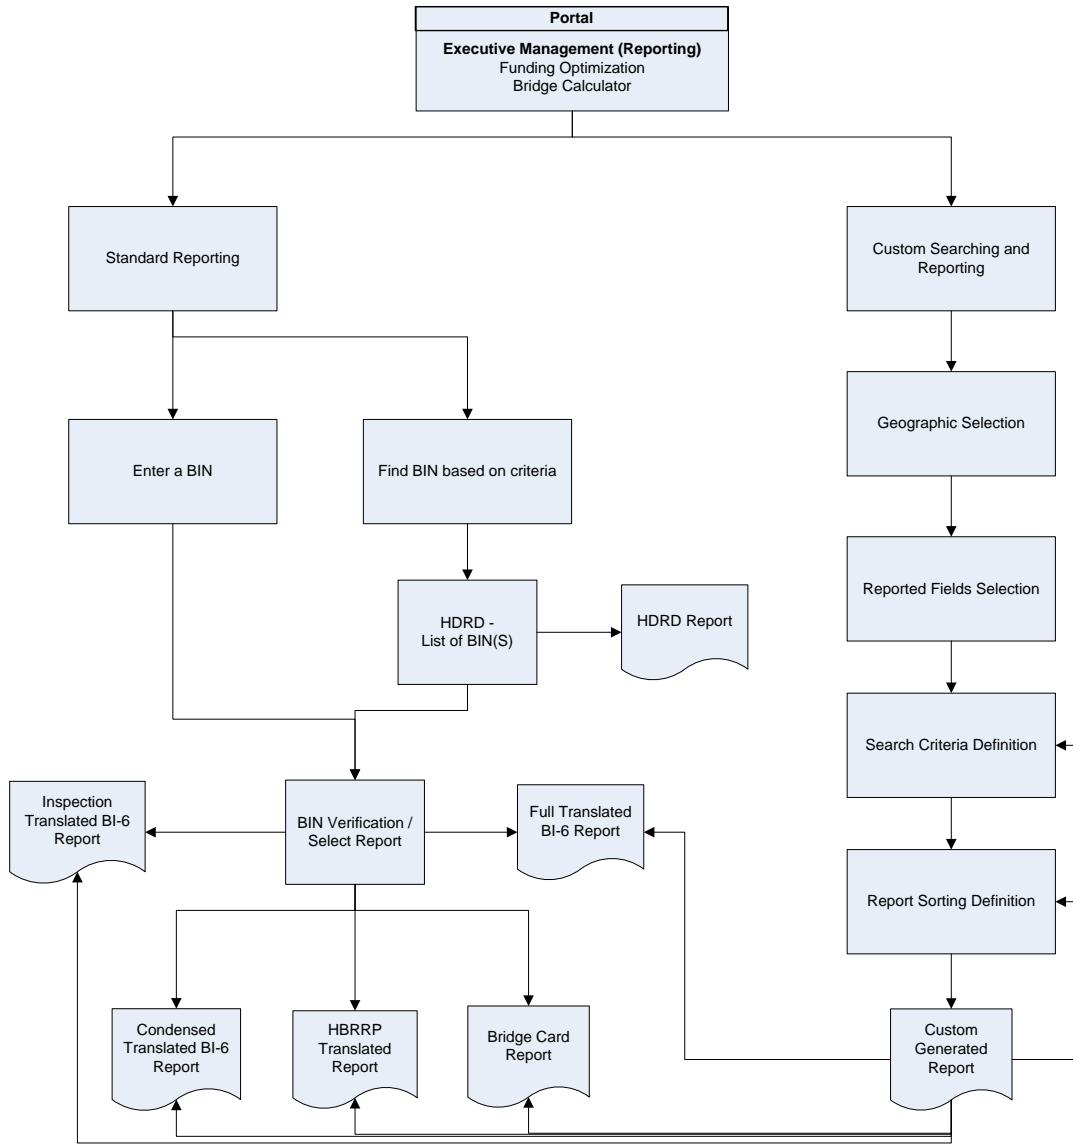 Portal
Executive Management (Reporting)
Funding Optimization
Bridge Calculator
Standard Reporting
Custom Searching and
Reporting
Geographic Selection
Enter a BIN
Find BIN based on criteria
Reported Fields Selection
HDRD -
List of BIN(S)
HDRD Report
Search Criteria Definition
Inspection
Translated BI-6
Report
BIN Verification /
Select Report
Full Translated
BI-6 Report
Report Sorting Definition
Condensed
Translated BI-6
Report
HBRRP
Translated
Report
Bridge Card
Report
Custom
Generated
Report